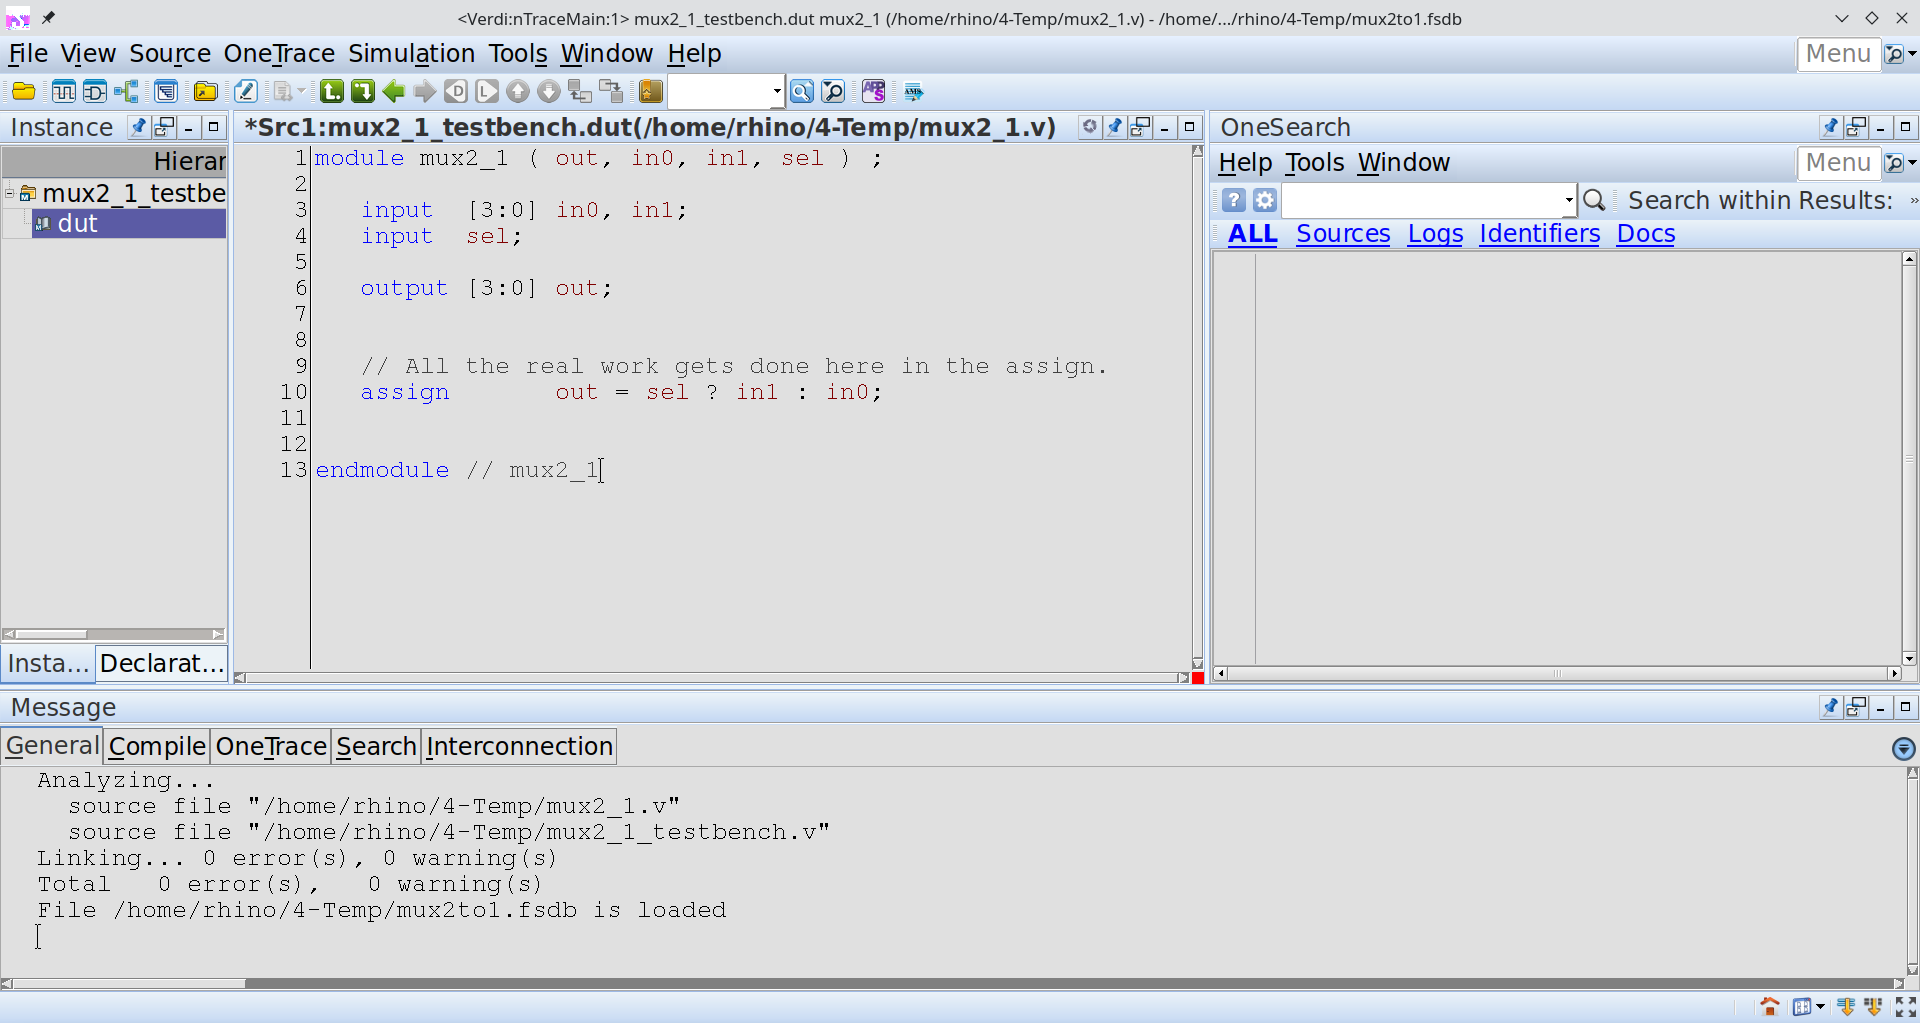 <Verdi:nTraceMain:1> mux2_1_testbench.dut mux2_1 (/home/rhino/4-Temp/mux2_1.v) - /home/.../rhino/4-Temp/mux2to1.fsdb
File View Source OneTrace Simulation Tools Window Help
Menu
Instance
*Src1:mux2_1_testbench.dut(/home/rhino/4-Temp/mux2_1.v)
OneSearch
Hierar
mux2_1_testbe
dut
1 module mux2_1 ( out, in0, in1, sel ) ;
2
3 input [3:0] in0, in1;
4 input sel;
5
6 output [3:0] out;
7
8
9 // All the real work gets done here in the assign.
10 assign out = sel ? in1 : in0;
11
12
13 endmodule // mux2_1
Help Tools Window
Menu
Search within Results: »
ALL Sources Logs Identifiers Docs
Insta... Declarat...
Message
General Compile OneTrace Search Interconnection
Analyzing...
source file "/home/rhino/4-Temp/mux2_1.v"
source file "/home/rhino/4-Temp/mux2_1_testbench.v"
Linking... 0 error(s), 0 warning(s)
Total 0 error(s), 0 warning(s)
File /home/rhino/4-Temp/mux2to1.fsdb is loaded